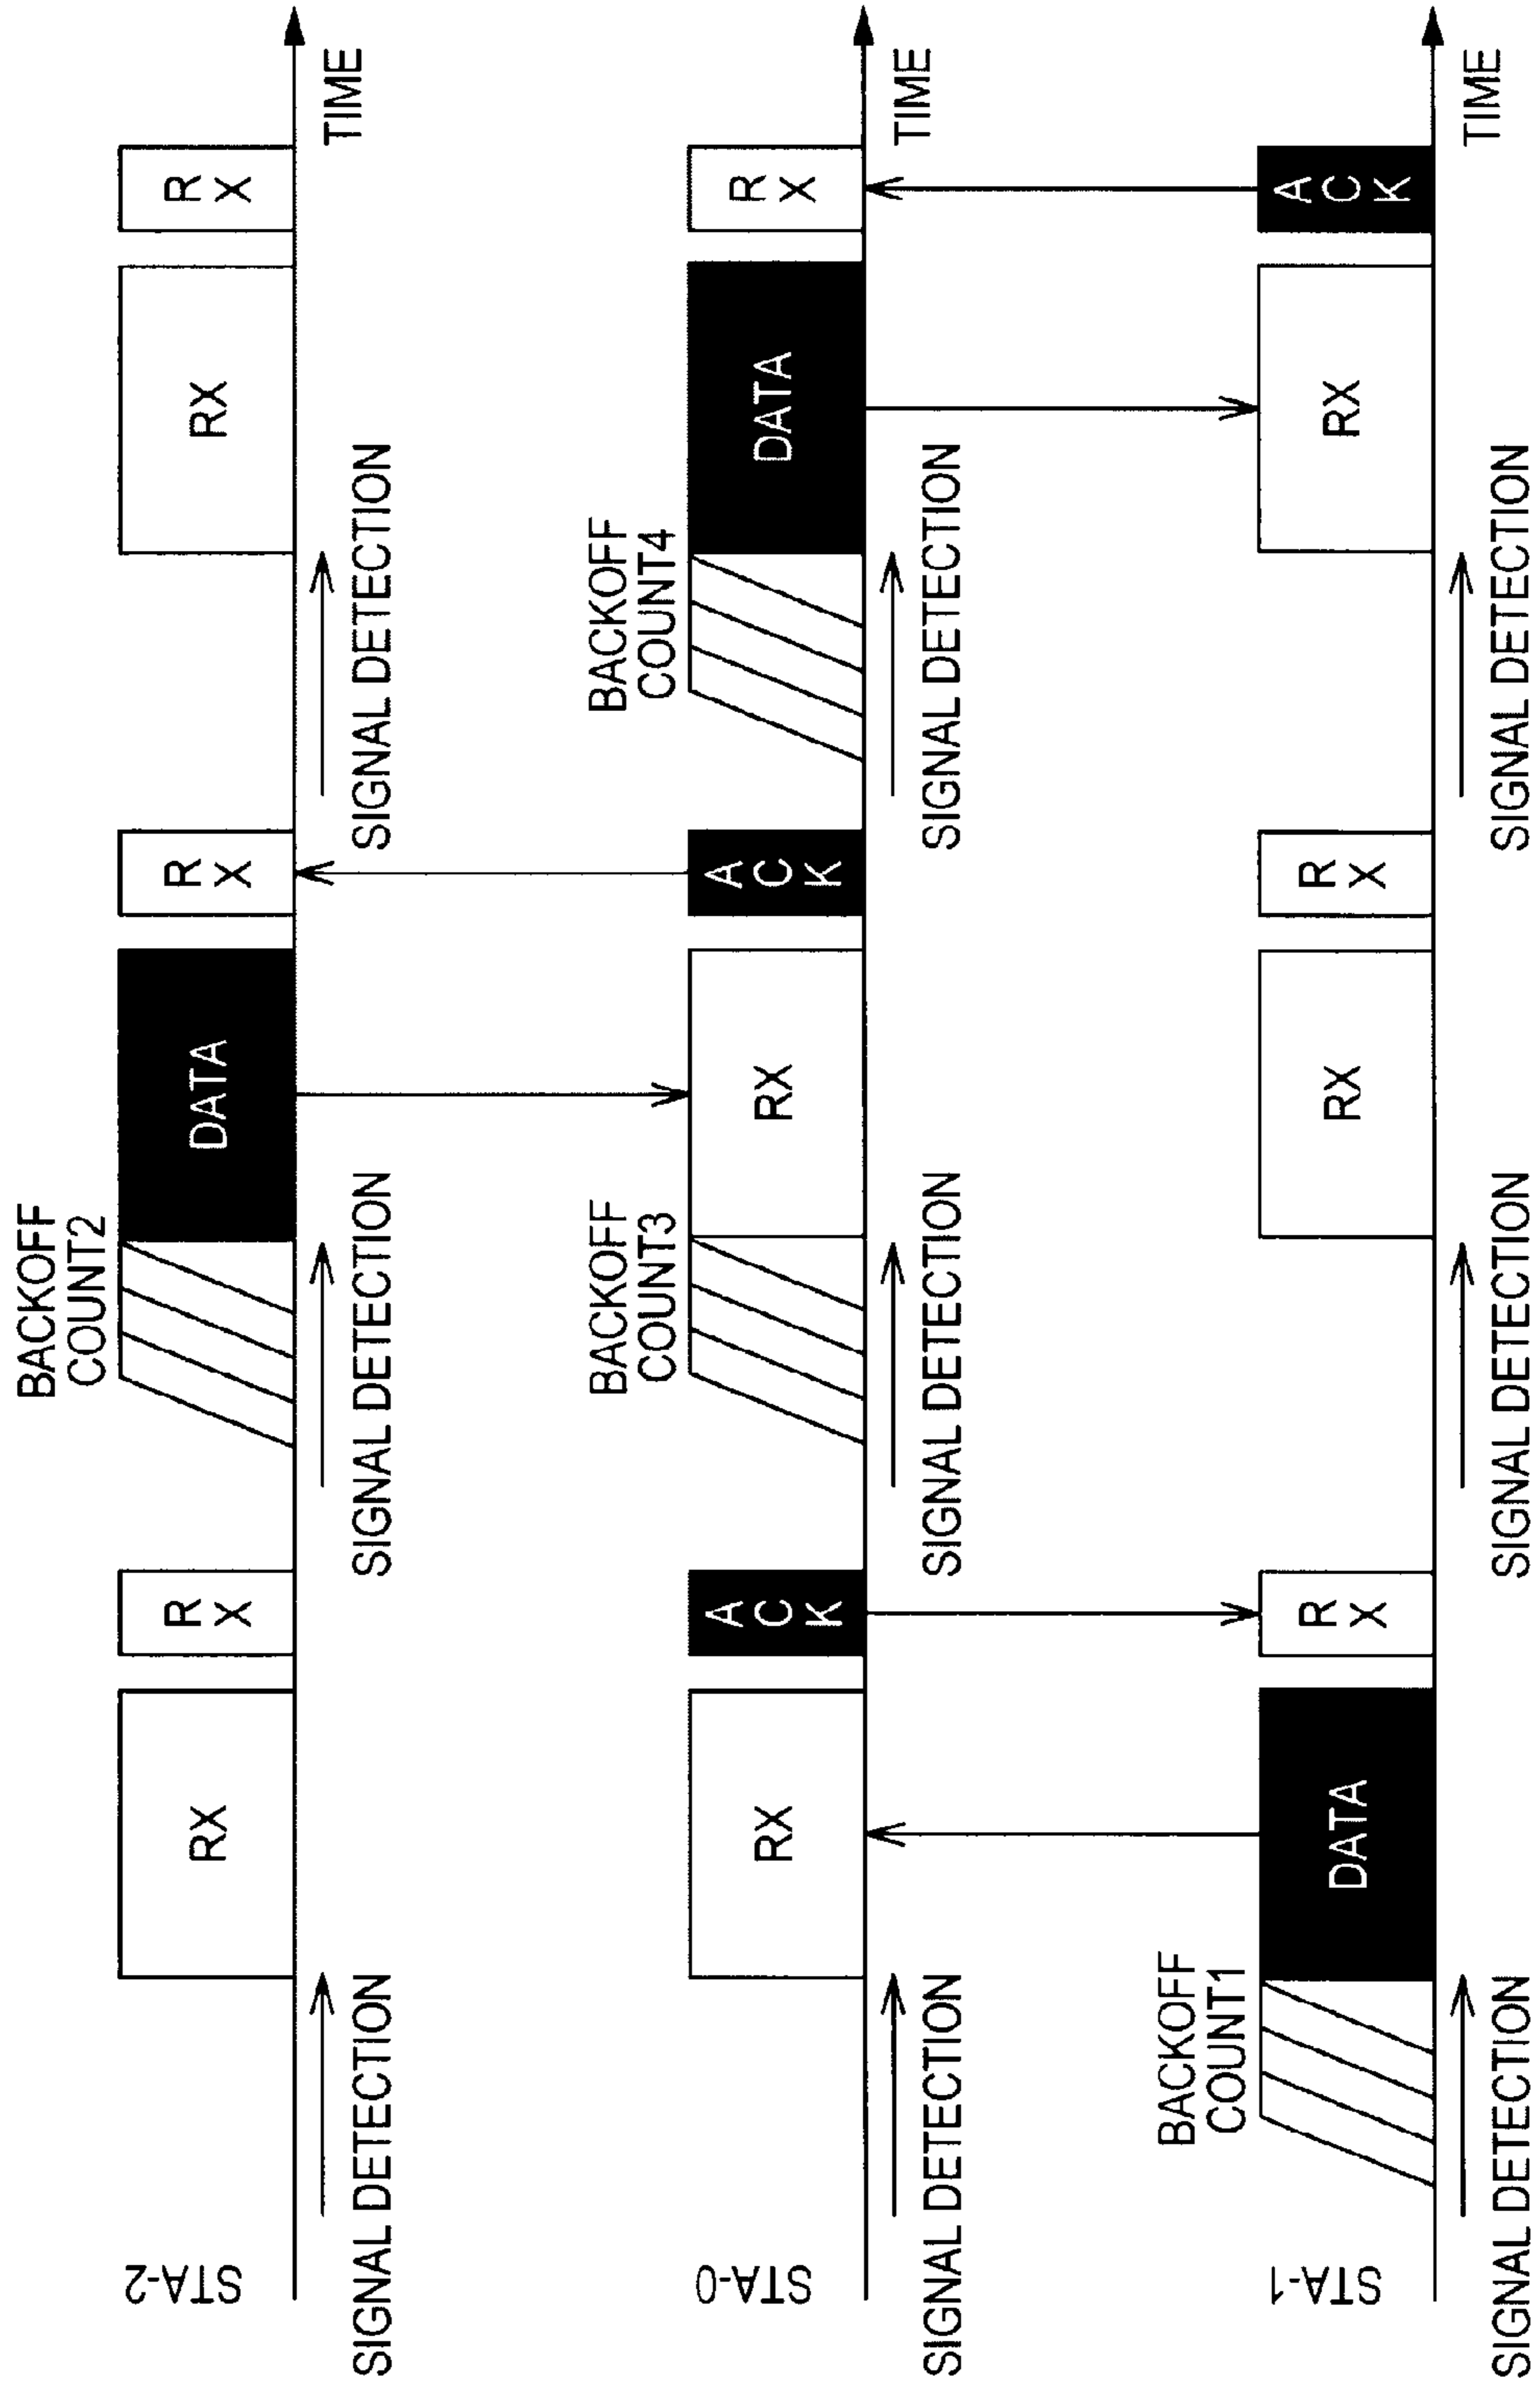 STA-2
SIGNAL DETECTION
RX
RX
BACKOFF
COUNT2
SIGNAL DETECTION
DATA
RX
SIGNAL DETECTION
RX
RX
TIME
STA-0
SIGNAL DETECTION
RX
ACK
BACKOFF
COUNT3
SIGNAL DETECTION
RX
ACK
BACKOFF
COUNT4
SIGNAL DETECTION
DATA
RX
TIME
STA-1
BACKOFF
COUNT1
SIGNAL DETECTION
DATA
RX
SIGNAL DETECTION
RX
RX
SIGNAL DETECTION
RX
ACK
TIME